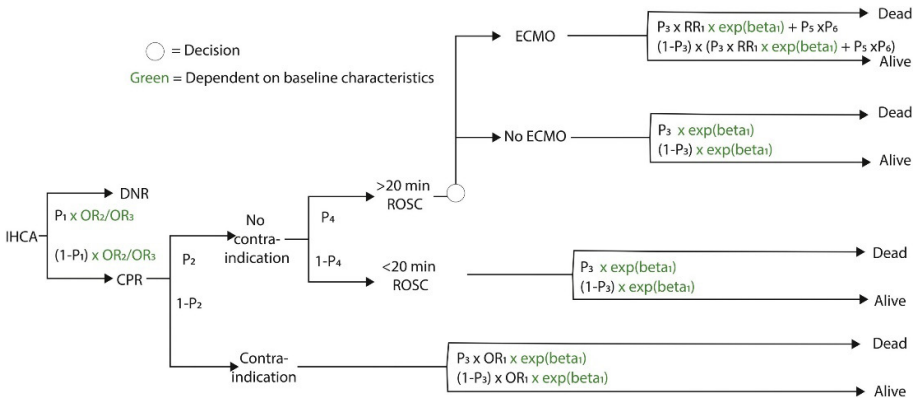 Dead
P₃ x RR₁ x exp(beta₁) + P₅ xP₆
(1-P₃) x (P₃ x RR₁ x exp(beta₁) + P₅ xP₆)
Alive
ECMO
= Decision
Green = Dependent on baseline characteristics
Dead
P₃ x exp(beta₁)
(1-P₃) x exp(beta₁)
Alive
No ECMO
>20 min
ROSC
DNR
P₁ x OR₂/OR₃
IHCA
(1-P₁) x OR₂/OR₃
CPR
No
contra-
indication
P₂
1-P₂
P₄
1-P₄
<20 min
ROSC
Dead
P₃ x exp(beta₁)
(1-P₃) x exp(beta₁)
Alive
Contra-
indication
Dead
P₃ x OR₁ x exp(beta₁)
(1-P₃) x OR₁ x exp(beta₁)
Alive